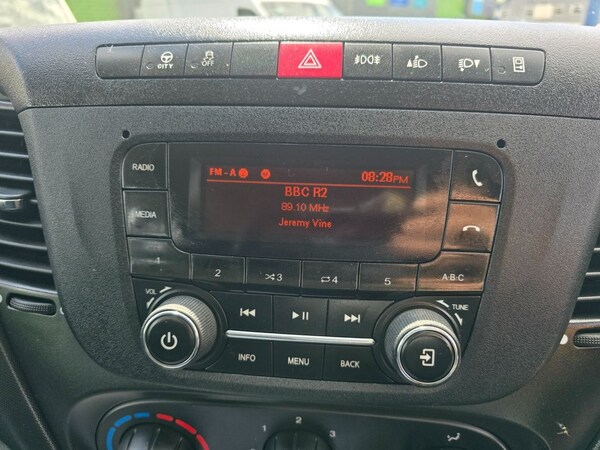 CITY
OFF
RADIO
MEDIA
FM - A 2
08:28PM
BBC R2
89.10 MHz
Jeremy Vine
1
2
3
4
5
A·B·C
VOL
TUNE
INFO
MENU
BACK
1
2
3